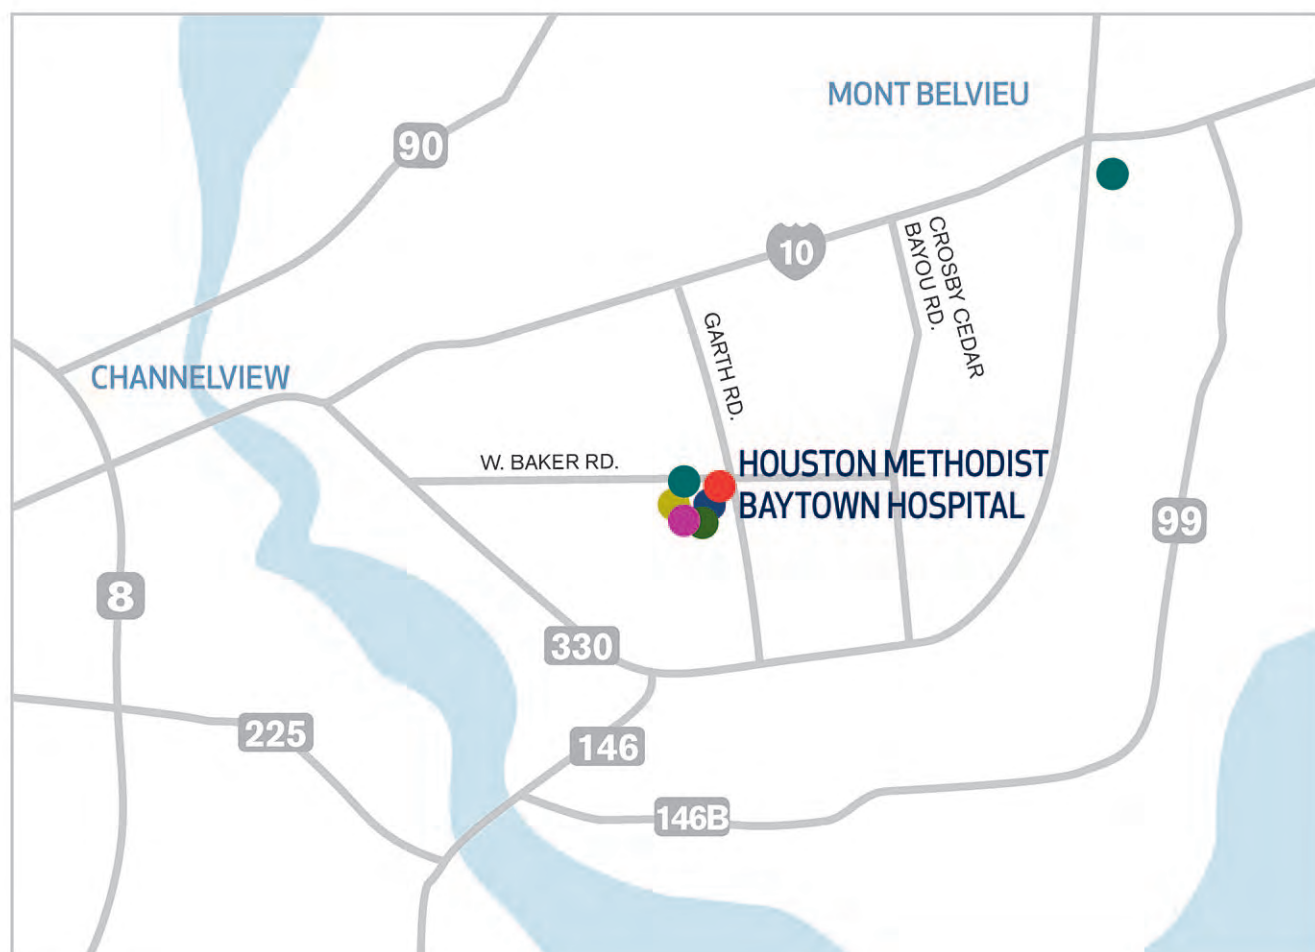 MONT BELVIEU
90
10
CROSBY CEDAR
BAYOU RD.
GARTH RD.
CHANNELVIEW
W. BAKER RD.
HOUSTON METHODIST
BAYTOWN HOSPITAL
99
8
330
225
146
146B